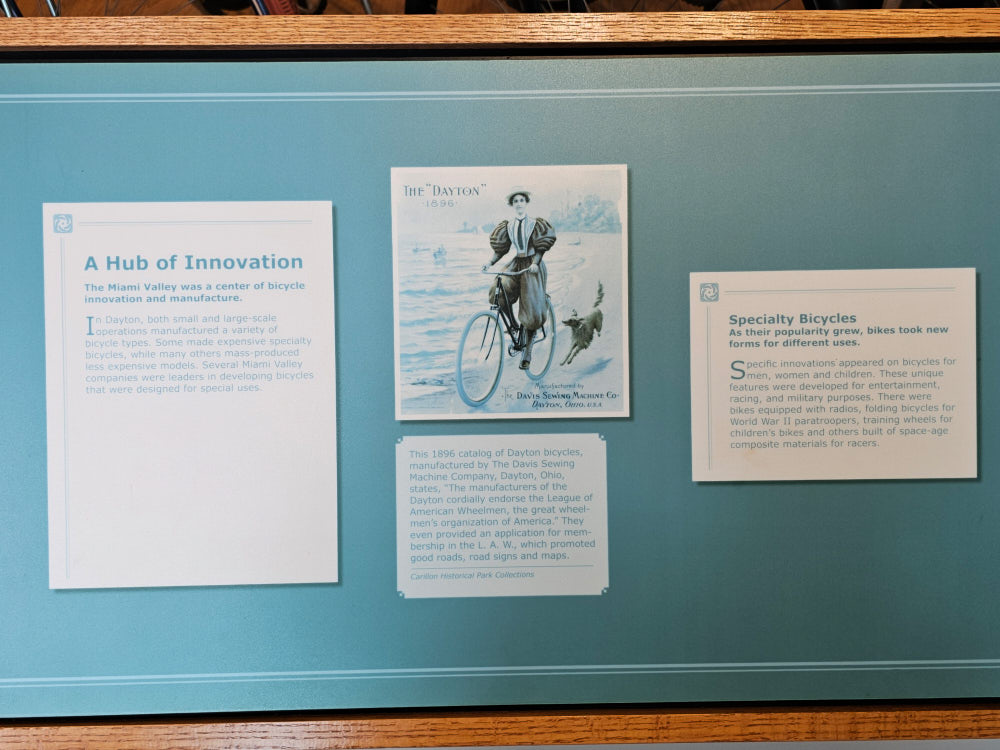 A Hub of Innovation
The Miami Valley was a center of bicycle
innovation and manufacture.
In Dayton, both small and large-scale
operations manufactured a variety of
bicycle types. Some made expensive specialty
bicycles, while many others mass-produced
less expensive models. Several Miami Valley
companies were leaders in developing bicycles
that were designed for special uses.
THE "DAYTON"
·1896·
Manufactured by
The DAVIS SEWING MACHINE CO·
DAYTON, OHIO. U.S.A
This 1896 catalog of Dayton bicycles,
manufactured by The Davis Sewing
Machine Company, Dayton, Ohio,
states, "The manufacturers of the
Dayton cordially endorse the League of
American Wheelmen, the great wheel-
men's organization of America." They
even provided an application for mem-
bership in the L. A. W., which promoted
good roads, road signs and maps.
Carillon Historical Park Collections
Specialty Bicycles
As their popularity grew, bikes took new
forms for different uses.
Specific innovations appeared on bicycles for
men, women and children. These unique
features were developed for entertainment,
racing, and military purposes. There were
bikes equipped with radios, folding bicycles for
World War II paratroopers, training wheels for
children's bikes and others built of space-age
composite materials for racers.